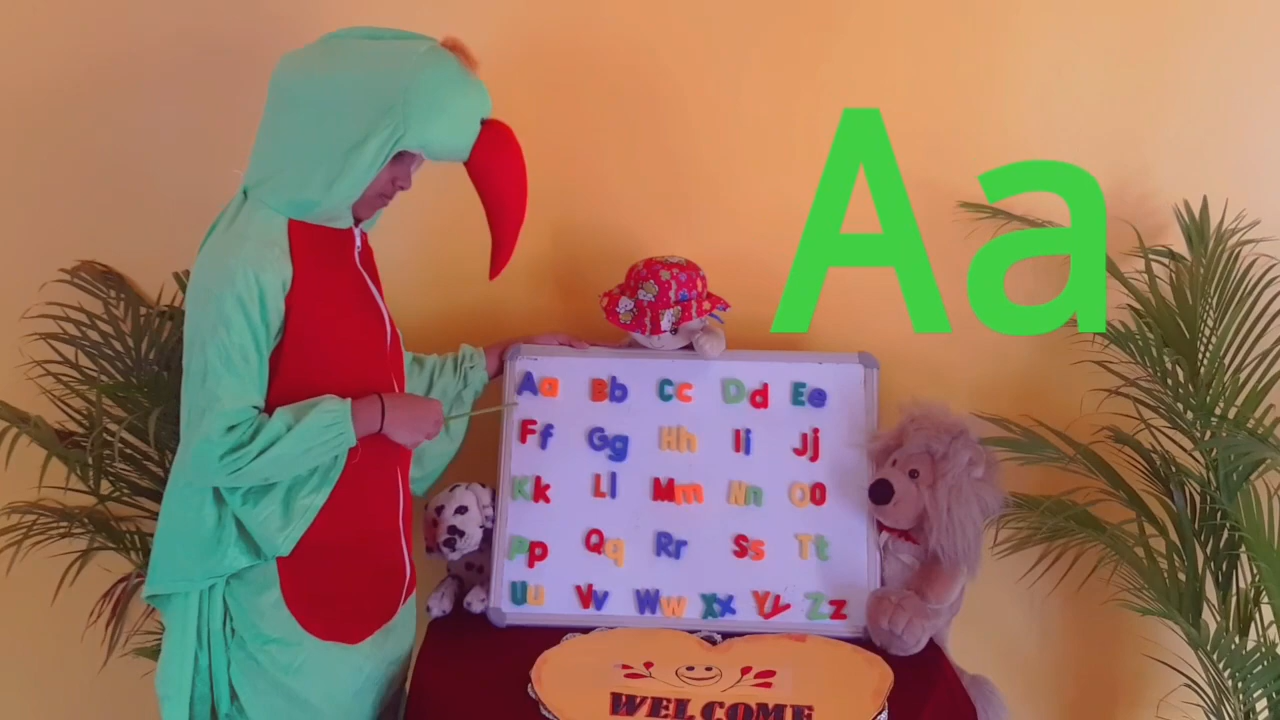 Aa
Aa Bb Cc Dd Ee
Ff Gg Hh Ii Jj
Kk Ll Mm Nn OO
Pp Qq Rr Ss Tt
Uu Vv Ww Xx Yy Zz
WELCOME